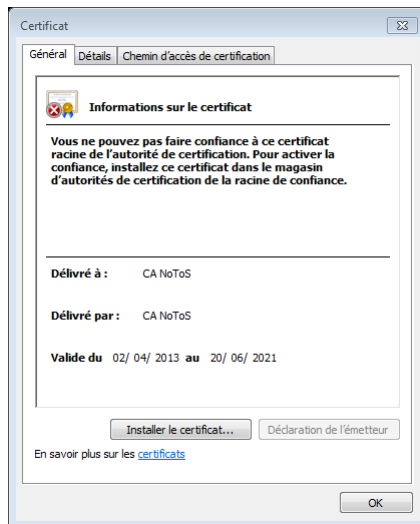 Certificat
Général Détails Chemin d'accès de certification
Informations sur le certificat
Vous ne pouvez pas faire confiance à ce certificat
racine de l'autorité de certification. Pour activer la
confiance, installez ce certificat dans le magasin
d'autorités de certification de la racine de confiance.
Délivré à : CA NoToS
Délivré par : CA NoToS
Valide du 02/ 04/ 2013 au 20/ 06/ 2021
Installer le certificat... Déclaration de l'émetteur
En savoir plus sur les certificats
OK